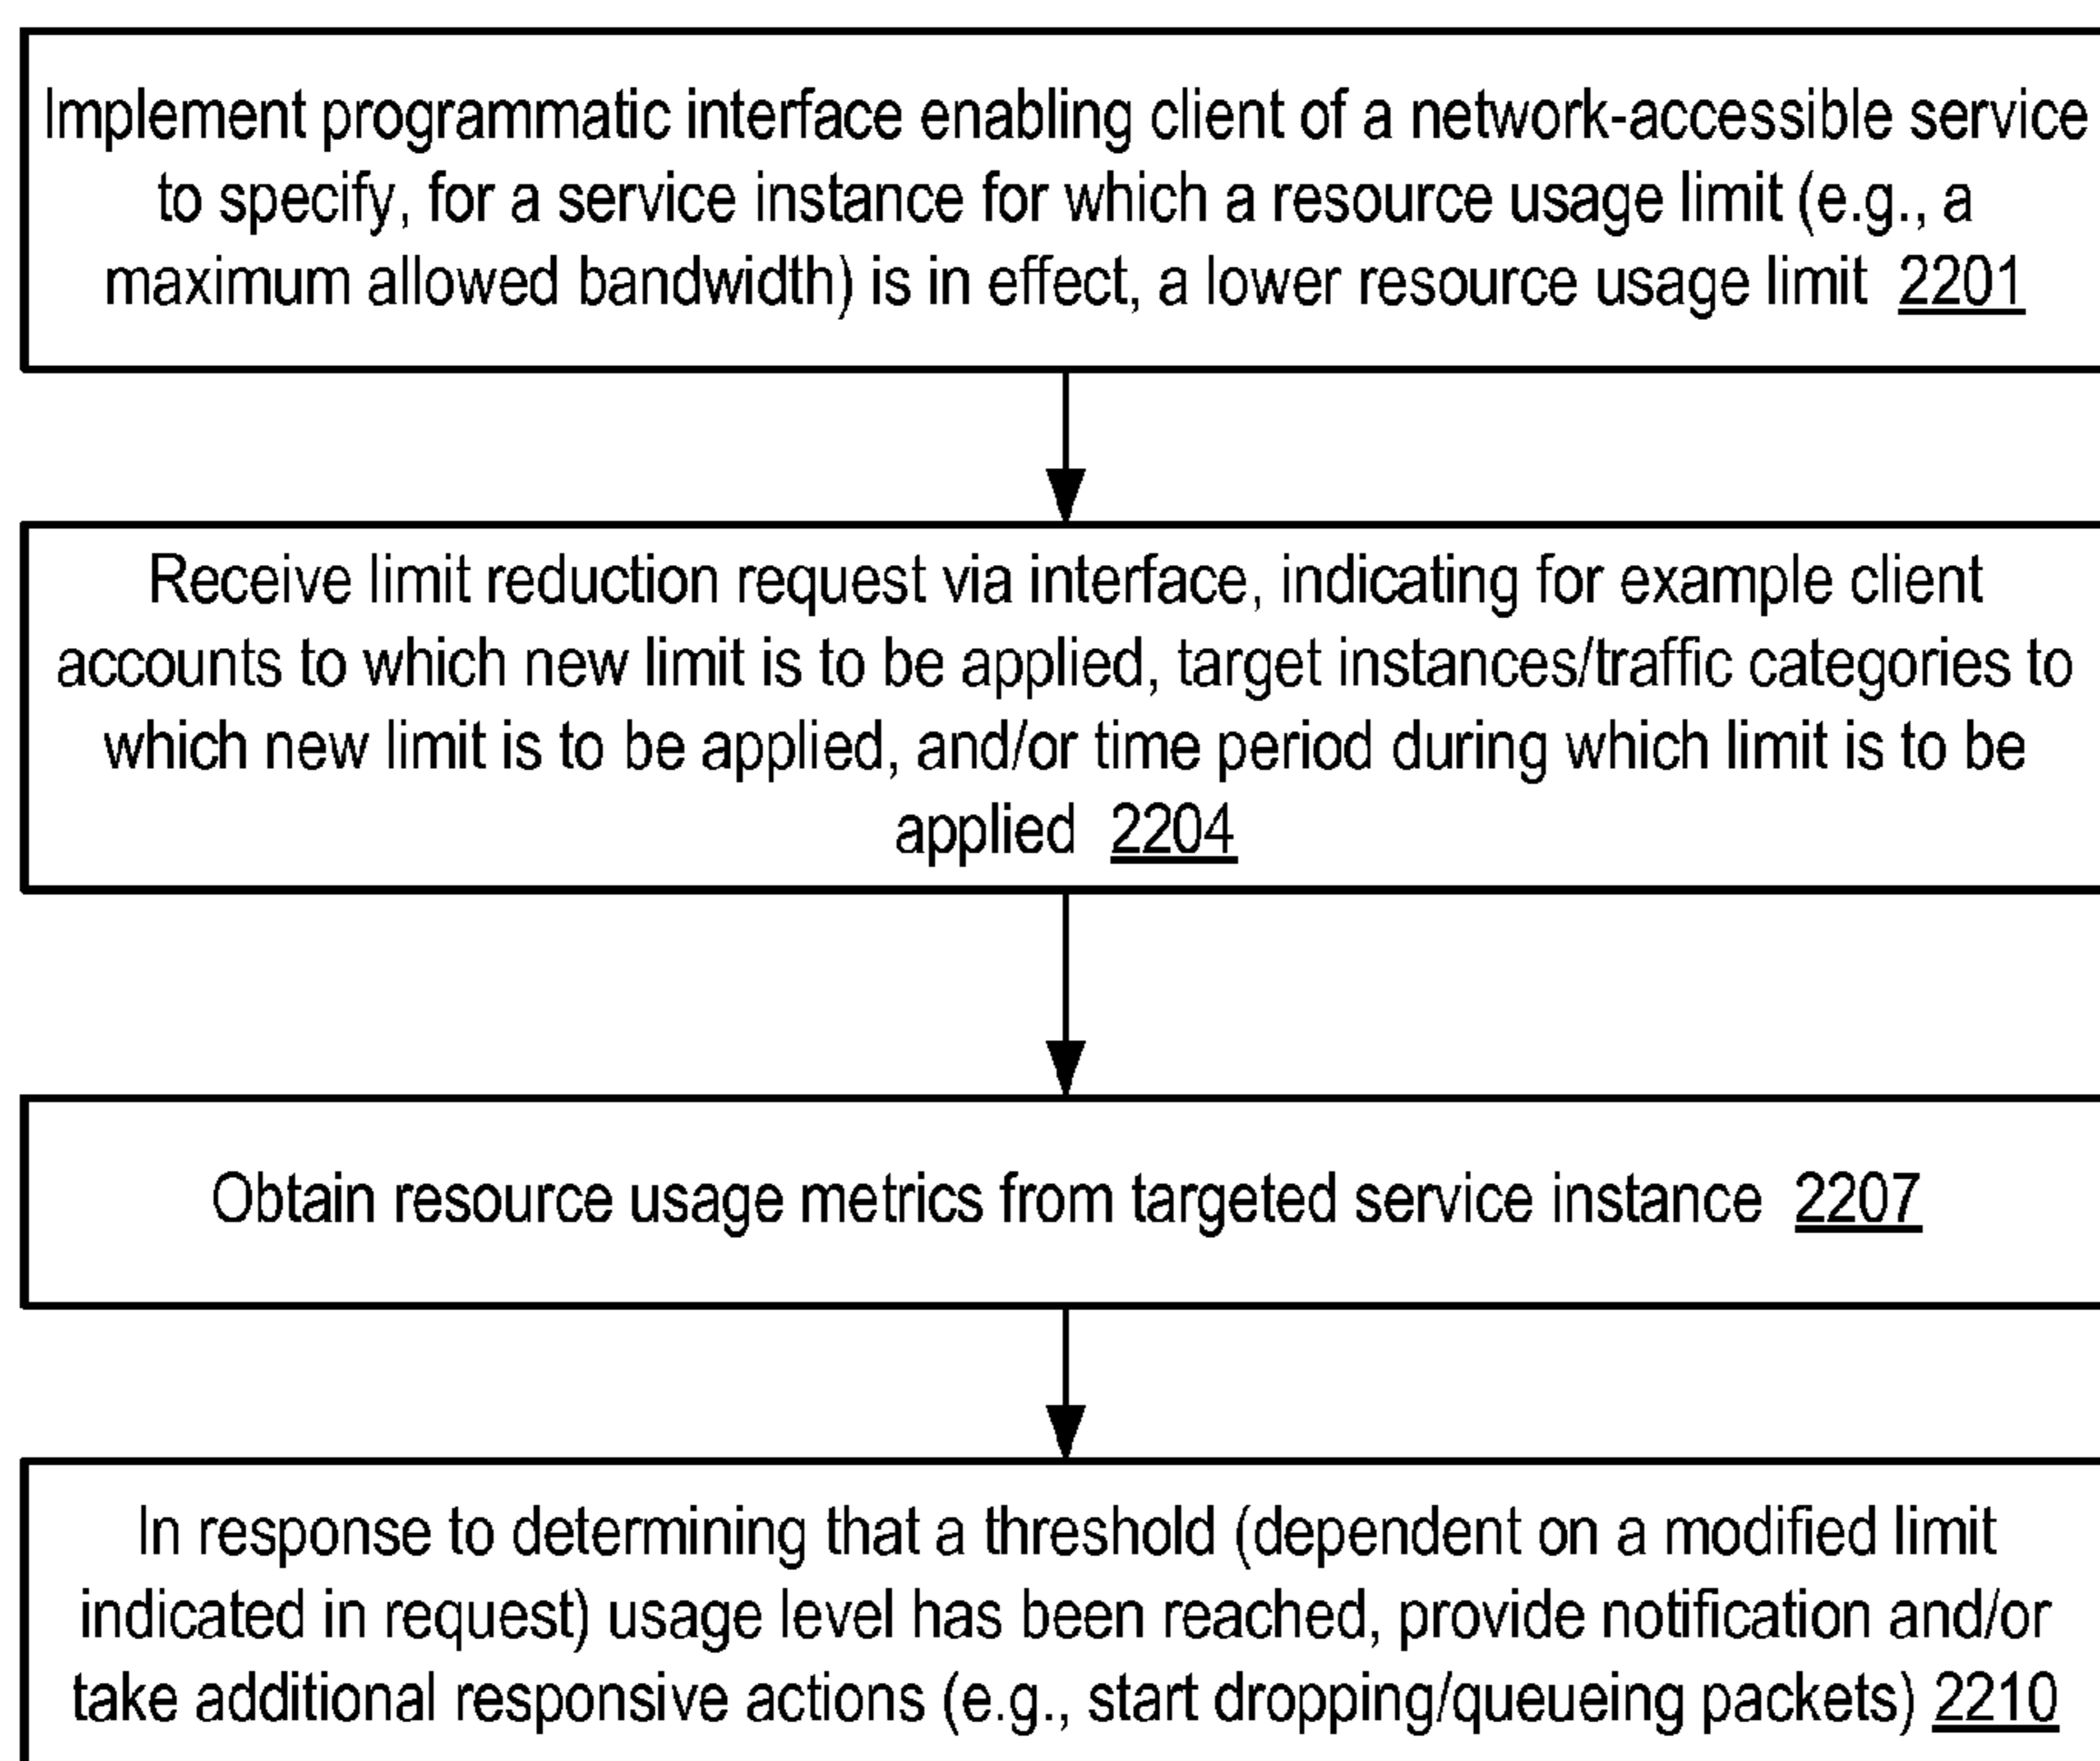 Implement programmatic interface enabling client of a network-accessible service
to specify, for a service instance for which a resource usage limit (e.g., a
maximum allowed bandwidth) is in effect, a lower resource usage limit 2201
Receive limit reduction request via interface, indicating for example client
accounts to which new limit is to be applied, target instances/traffic categories to
which new limit is to be applied, and/or time period during which limit is to be
applied 2204
Obtain resource usage metrics from targeted service instance 2207
In response to determining that a threshold (dependent on a modified limit
indicated in request) usage level has been reached, provide notification and/or
take additional responsive actions (e.g., start dropping/queueing packets) 2210